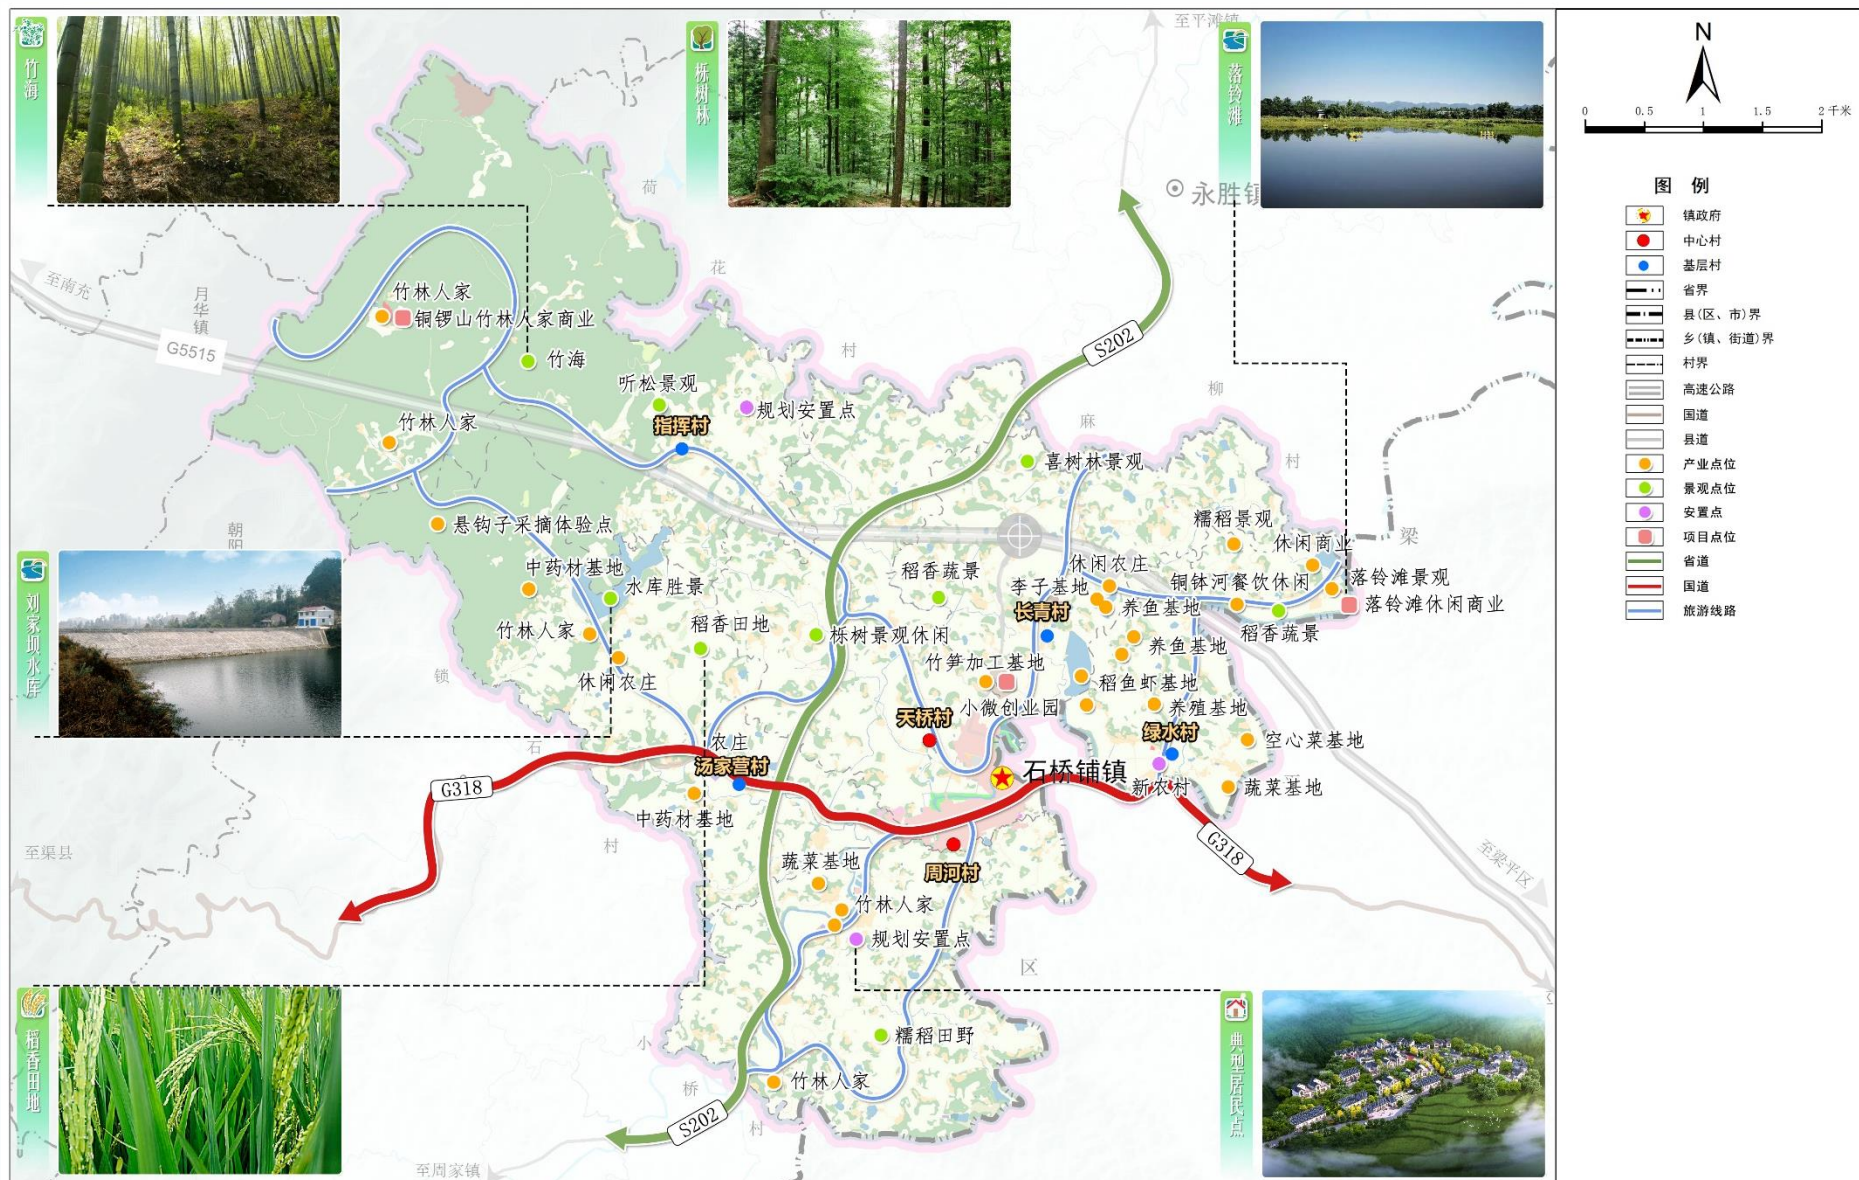 竹海
栎树林
落铃滩
至平滩镇
永胜镇
N
0 0.5 1 1.5 2 千米
图 例
镇政府
中心村
基层村
省界
县(区、市)界
乡(镇、街道)界
村界
高速公路
国道
县道
产业点位
景观点位
安置点
项目点位
省道
国道
旅游线路
荷
花
村
至南充
月华镇
G5515
竹林人家
铜锣山竹林人家商业
竹海
S202
听松景观
规划安置点
指挥村
竹林人家
麻
柳
村
喜树林景观
悬钩子采摘体验点
朝阳
糯稻景观
休闲商业
梁
中药材基地
水库胜景
稻香蔬景
李子基地
休闲农庄
铜钵河餐饮休闲
落铃滩景观
落铃滩休闲商业
养鱼基地
长青村
稻香蔬景
刘家坝水库
竹林人家
稻香田地
栎树景观休闲
养鱼基地
锁
休闲农庄
竹笋加工基地
稻鱼虾基地
小微创业园
养殖基地
天桥村
绿水村
空心菜基地
石
农庄
汤家营村
石桥铺镇
新农村
蔬菜基地
平
G318
中药材基地
村
G318
至渠县
至梁平区
蔬菜基地
周河村
竹林人家
规划安置点
区
稻香田地
典型居民点
糯稻田野
小
桥
村
竹林人家
S202
至周家镇